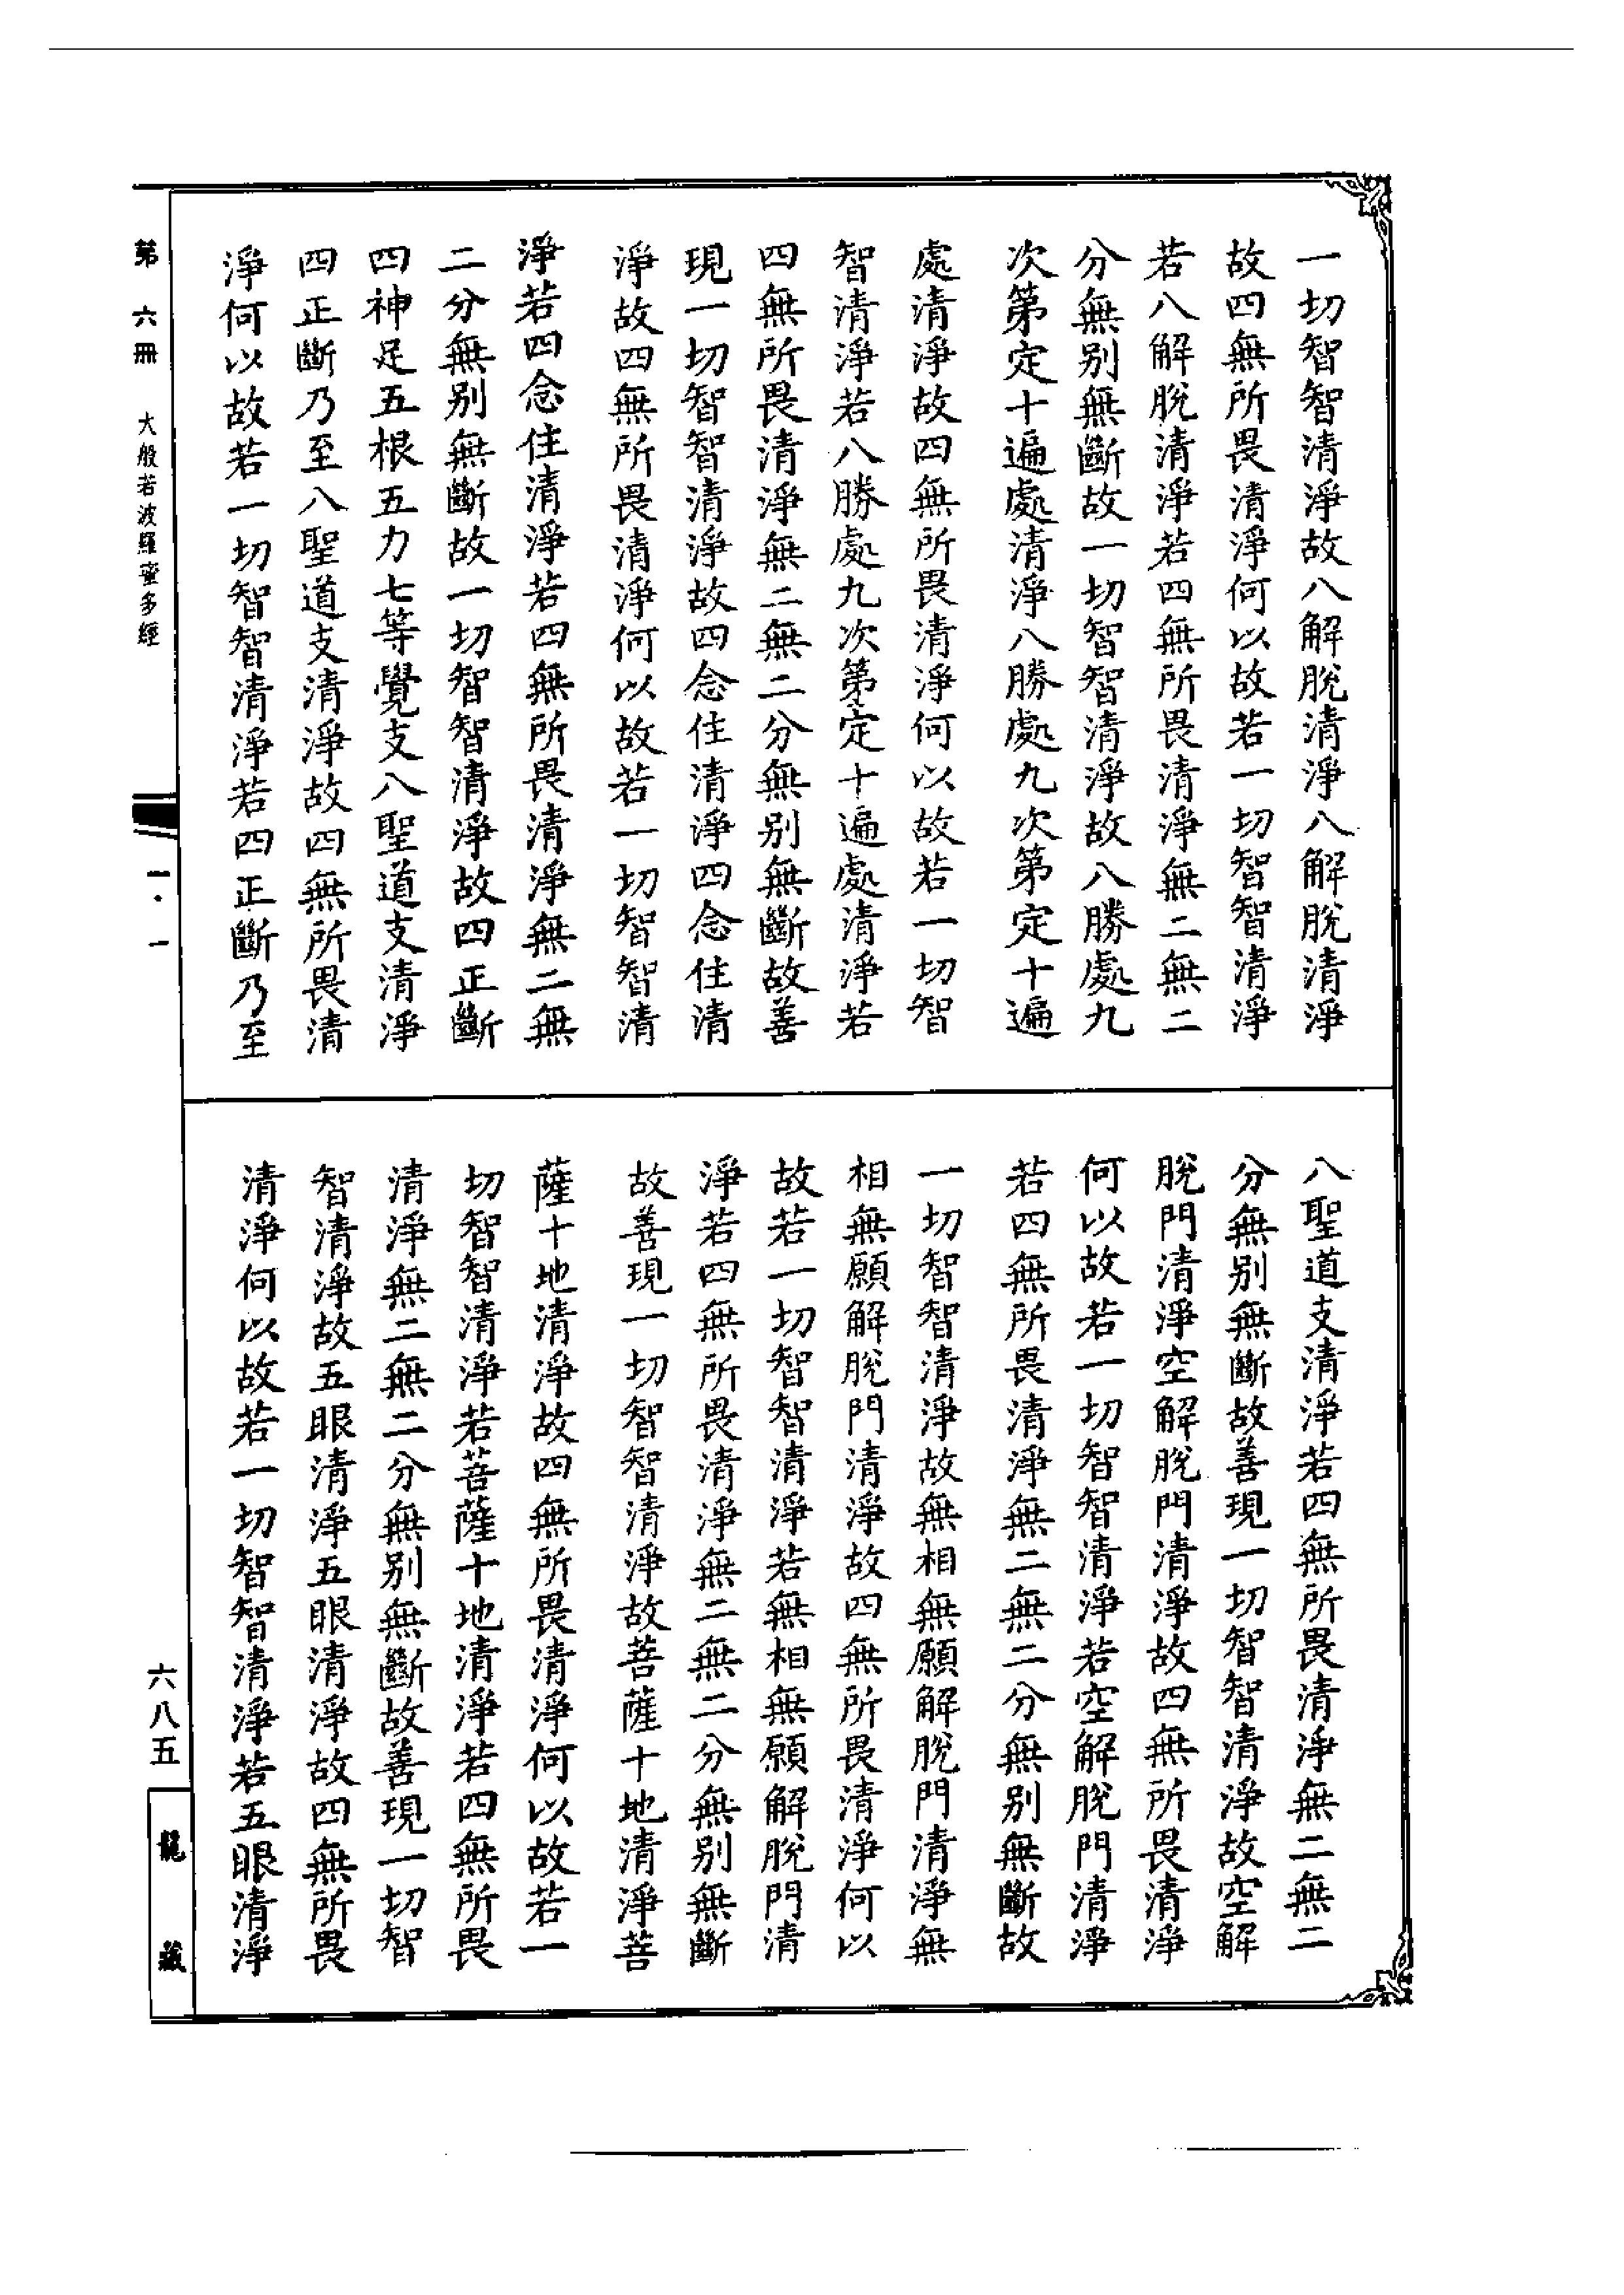 一切智智清淨故八解脫清淨八解脫清淨
故四無所畏清淨何以故若一切智智清淨
若八解脫清淨若四無所畏清淨無二無二
分無別無斷故一切智智清淨故八勝處九
次第定十遍處清淨八勝處九次第定十遍
處清淨故四無所畏清淨何以故若一切智
智清淨若八勝處九次第定十遍處清淨若
四無所畏清淨無二無二分無別無斷故善
現一切智智清淨故四念住清淨四念住清
淨故四無所畏清淨何以故若一切智智清
淨若四念住清淨若四無所畏清淨無二無
二分無別無斷故一切智智清淨故四正斷
四神足五根五力七等覺支八聖道支清淨
四正斷乃至八聖道支清淨故四無所畏清
淨何以故若一切智智清淨若四正斷乃至
八聖道支清淨若四無所畏清淨無二無二
分無別無斷故善現一切智智清淨故空解
脫門清淨空解脫門清淨故四無所畏清淨
何以故若一切智智清淨若空解脫門清淨
若四無所畏清淨無二無二分無別無斷故
一切智智清淨故無相無願解脫門清淨無
相無願解脫門清淨故四無所畏清淨何以
故若一切智智清淨若無相無願解脫門清
淨若四無所畏清淨無二無二分無別無斷
故善現一切智智清淨故菩薩十地清淨菩
薩十地清淨故四無所畏清淨何以故若一
切智智清淨若菩薩十地清淨若四無所畏
清淨無二無二分無別無斷故善現一切智
智清淨故五眼清淨五眼清淨故四無所畏
清淨何以故若一切智智清淨若五眼清淨
第六冊 大般若波羅蜜多經
一·一
六八五
龍藏